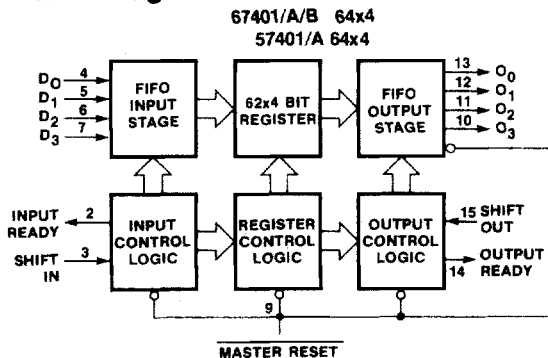 67401/A/B 64x4
57401/A 64x4
D0 4
D1 5
D2 6
D3 7
FIFO
INPUT
STAGE
62x4 BIT
REGISTER
FIFO
OUTPUT
STAGE
13 O0
12 O1
11 O2
10 O3
INPUT
READY
2
SHIFT
IN
3
INPUT
CONTROL
LOGIC
REGISTER
CONTROL
LOGIC
OUTPUT
CONTROL
LOGIC
15 SHIFT
OUT
OUTPUT
READY
14
9
MASTER RESET